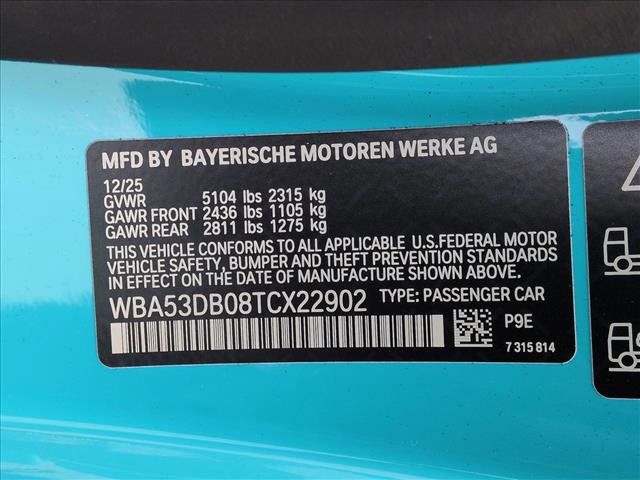 MFD BY BAYERISCHE MOTOREN WERKE AG
12/25
GVWR 5104 lbs 2315 kg
GAWR FRONT 2436 lbs 1105 kg
GAWR REAR 2811 lbs 1275 kg
THIS VEHICLE CONFORMS TO ALL APPLICABLE U.S.FEDERAL MOTOR
VEHICLE SAFETY, BUMPER, AND THEFT PREVENTION STANDARDS
IN EFFECT ON THE DATE OF MANUFACTURE SHOWN ABOVE.
WBA53DB08TCX22902 TYPE: PASSENGER CAR
P9E
7 315 814